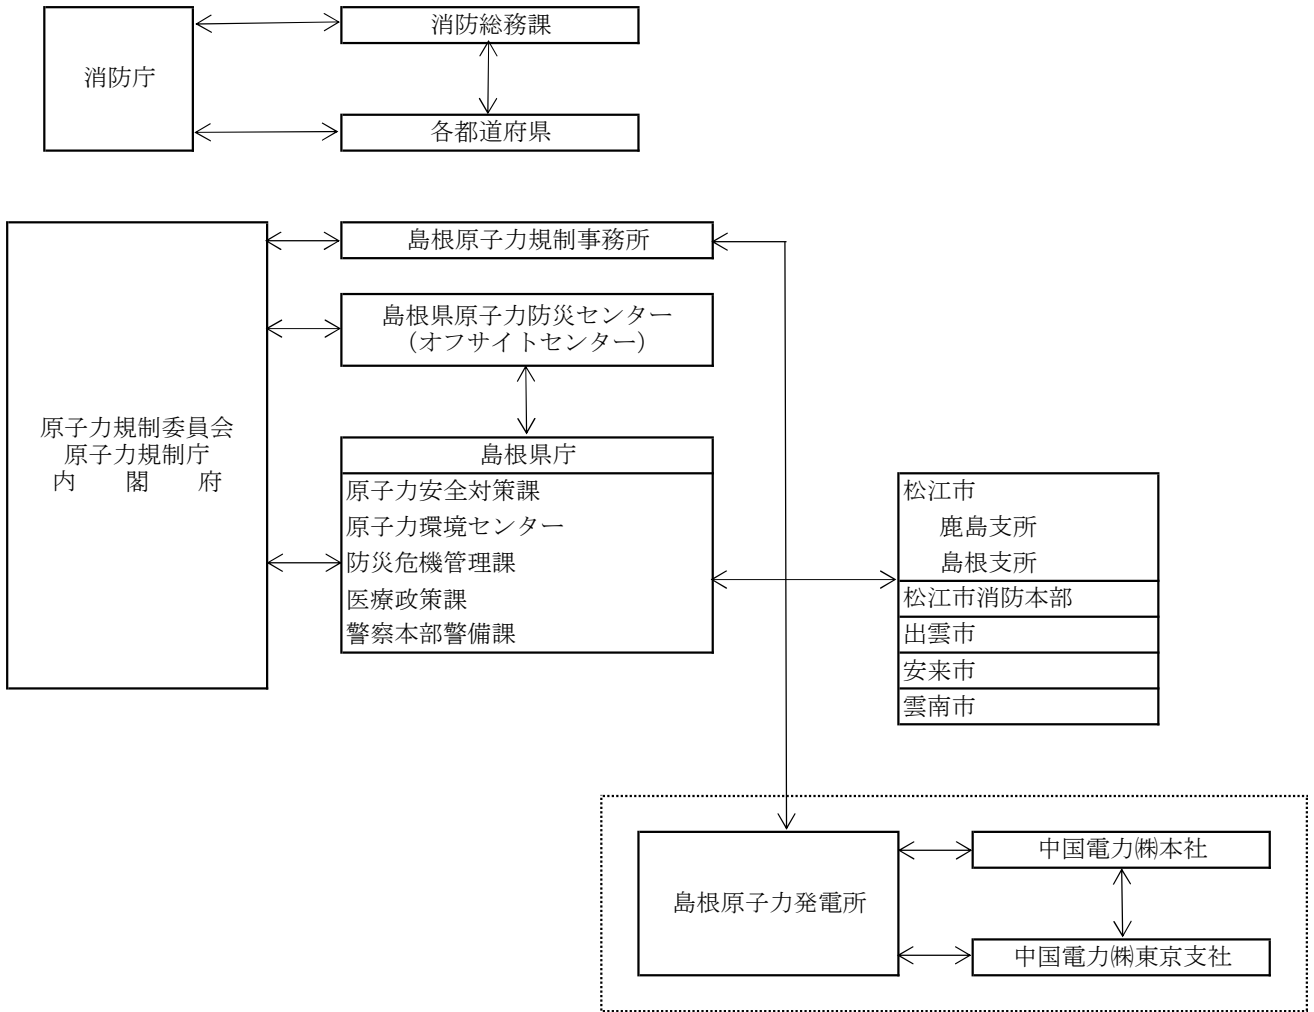 消防総務課
消防庁
各都道府県
島根原子力規制事務所
島根県原子力防災センター
（オフサイトセンター）
原子力規制委員会
原子力規制庁
内　　閣　　府
島根県庁
原子力安全対策課
原子力環境センター
防災危機管理課
医療政策課
警察本部警備課
松江市
鹿島支所
島根支所
松江市消防本部
出雲市
安来市
雲南市
島根原子力発電所
中国電力㈱本社
中国電力㈱東京支社